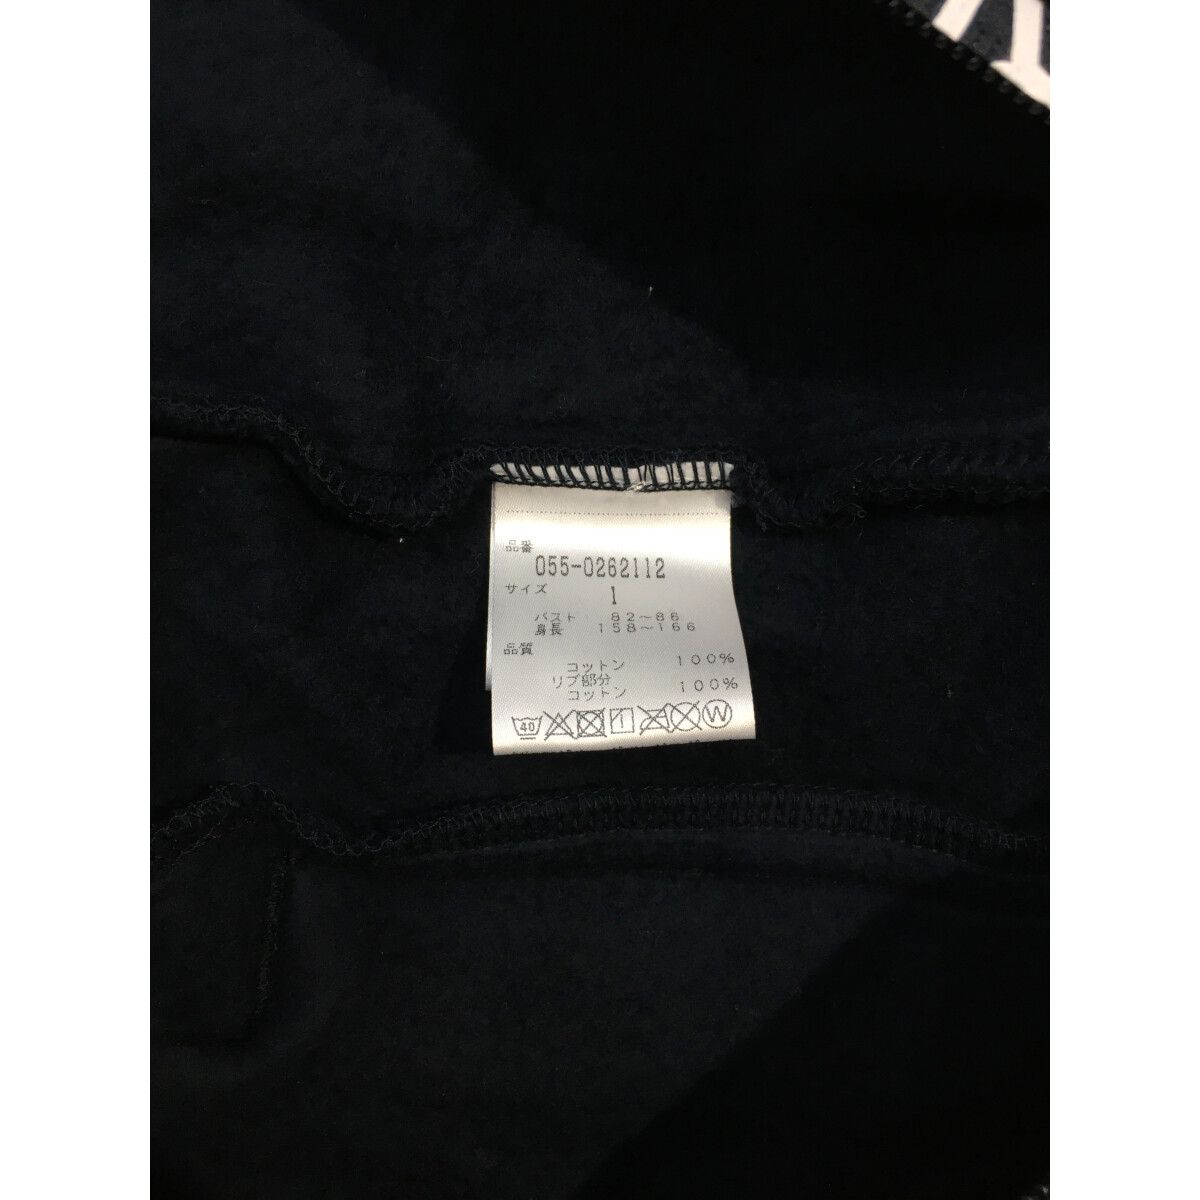 品番
055-0262112
サイズ
1
バスト 82〜86
身長 158〜166
品質
コットン 100%
リブ部分
コットン 100%
40
W